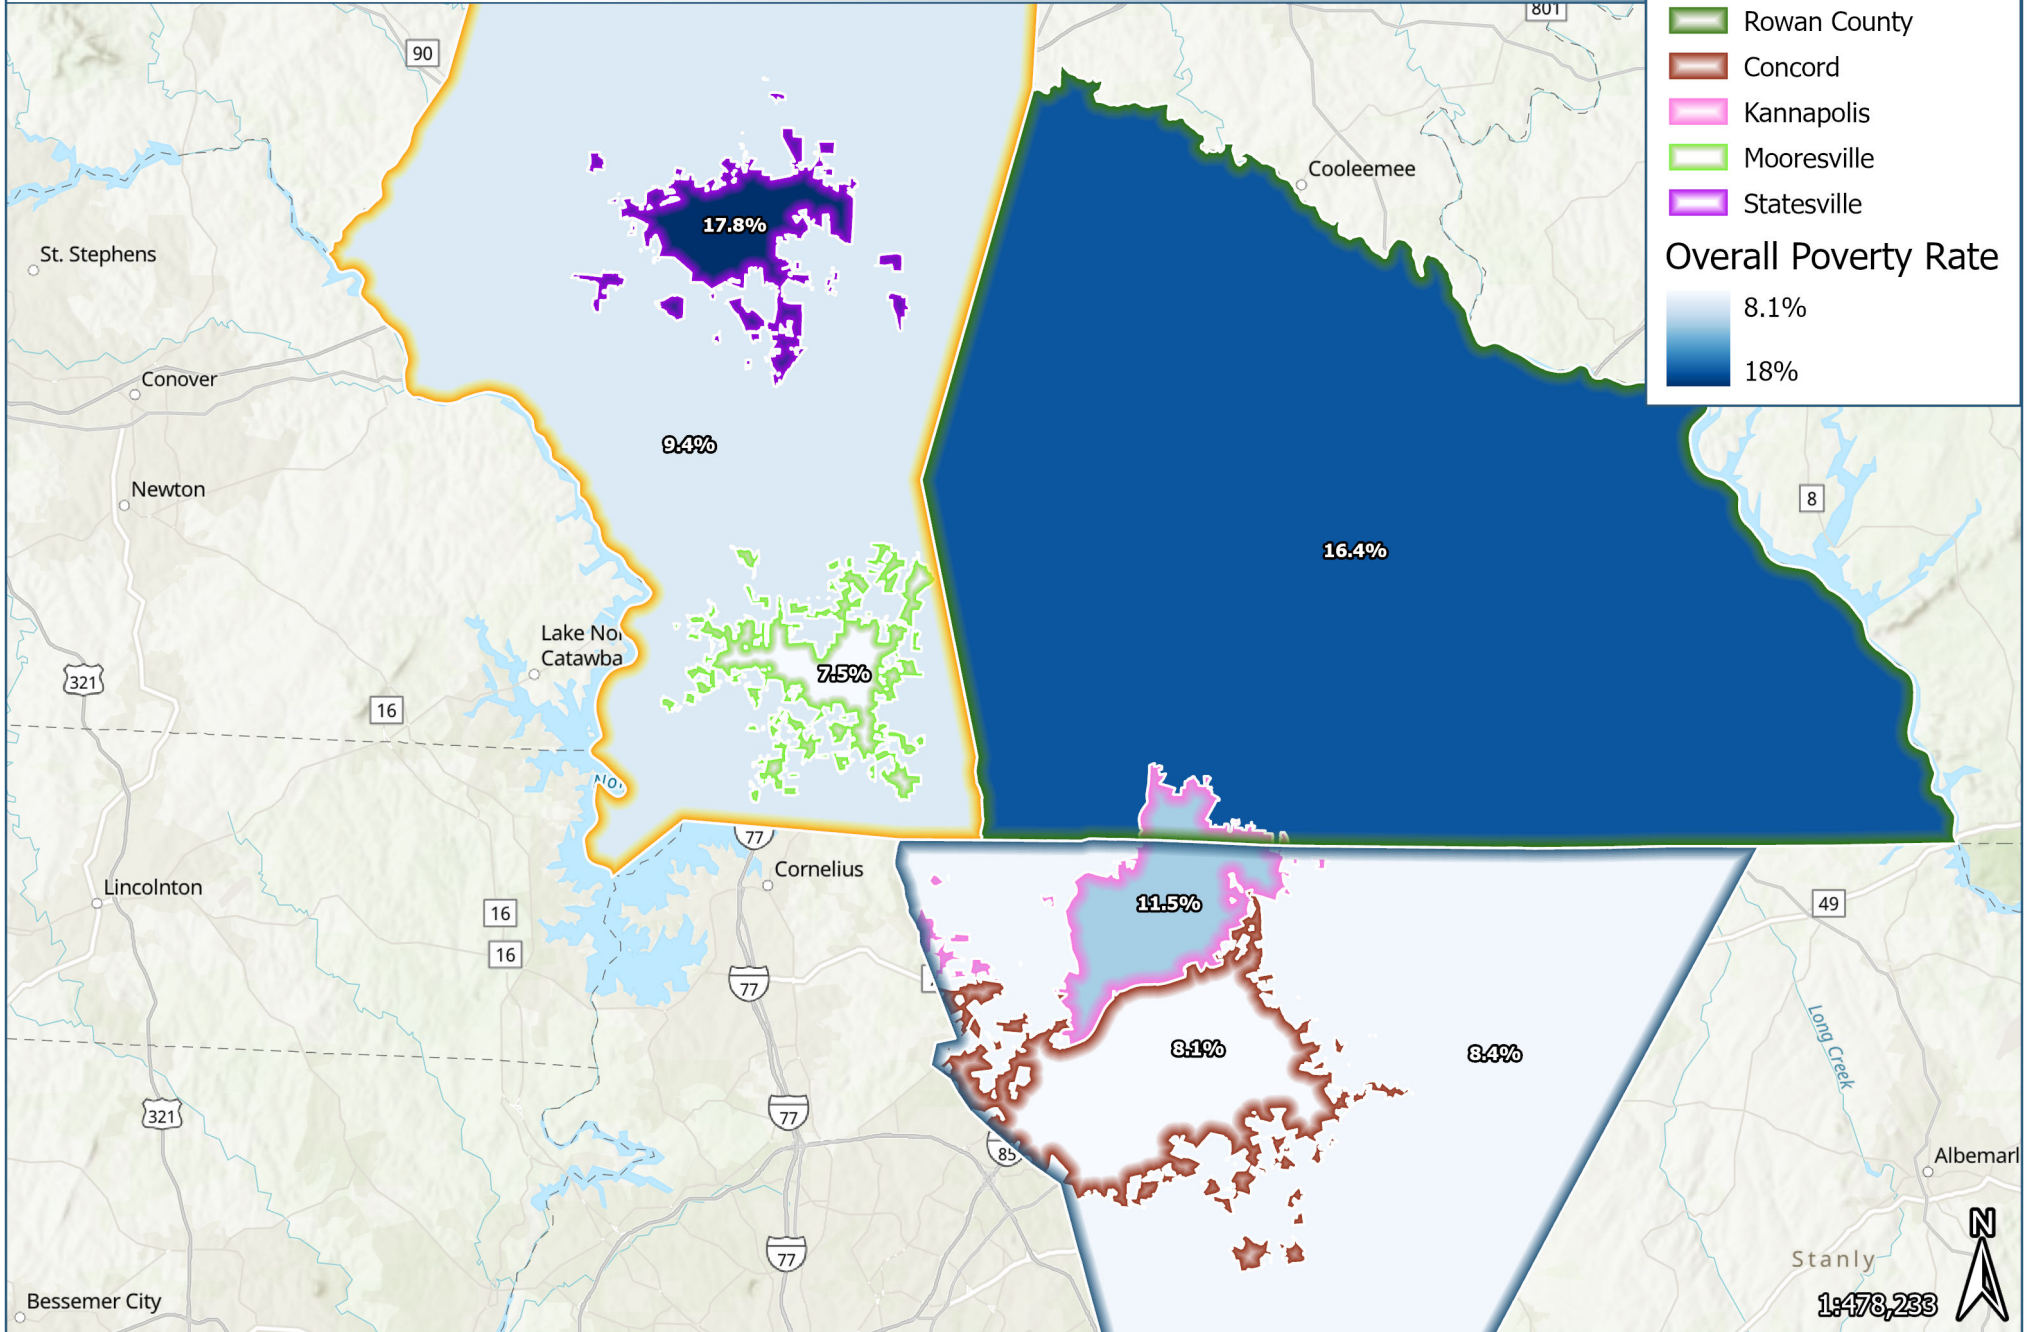 801
90
Rowan County
Concord
Kannapolis
Mooresville
Statesville
Overall Poverty Rate
8.1%
18%
Cooleemee
17.8%
St. Stephens
Conover
9.4%
Newton
8
16.4%
Lake Nor
Catawba
7.5%
321
16
Nor
77
Cornelius
Lincolnton
11.5%
49
16
16
77
8.1%
8.4%
Long Creek
321
77
85
Albemarl
N
77
Stanly
1:478,233
Bessemer City